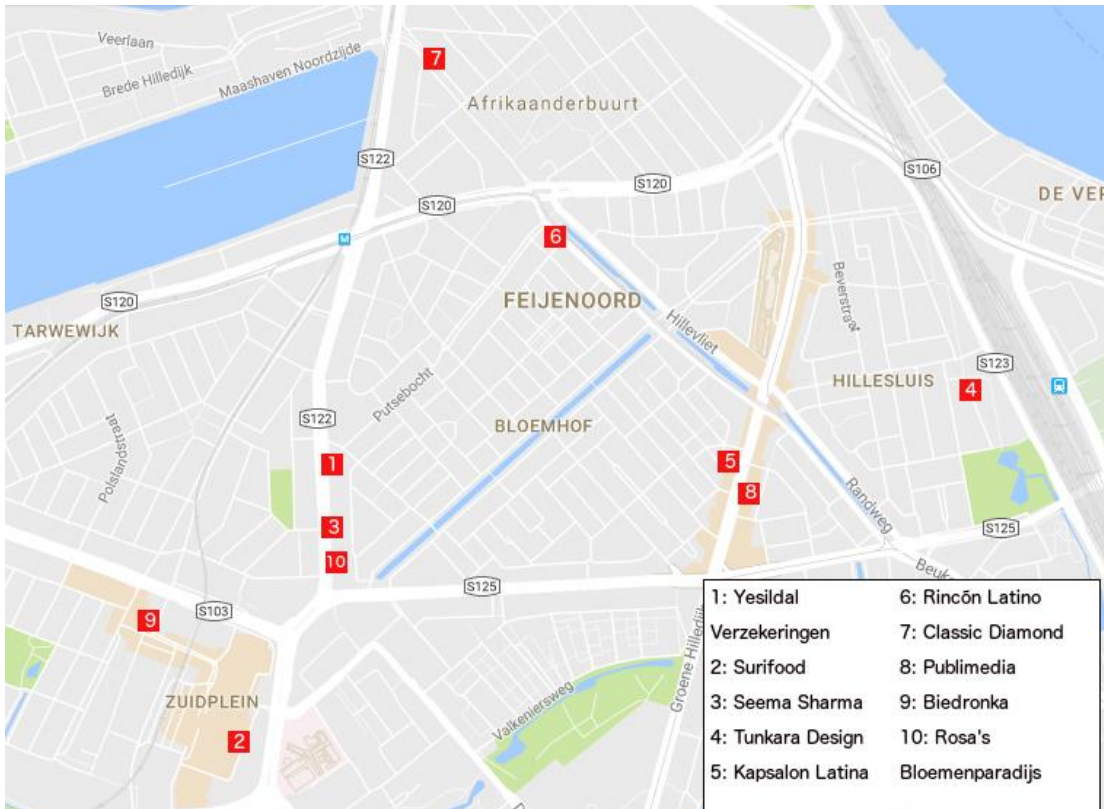 Veerlaan
Brede Hilledijk
Maashaven Noordzijde
7
Afrikaanderbuurt
S122
S120
S106
S120
DE VER
6
M
FEIJENOORD
Beverstraat
S120
TARWEWIJK
Hillevliet
S123
Putsebocht
HILLESLUIS
4
S122
BLOEMHOF
Polslandstraat
1
5
8
Randweg
3
S125
10
Beuke
S125
S103
9
Groene Hilledijk
ZUIDPLEIN
Valkeniersweg
2
1: Yesildal
Verzekeringen
2: Surifood
3: Seema Sharma
4: Tunkara Design
5: Kapsalon Latina
6: Rincōn Latino
7: Classic Diamond
8: Publimedia
9: Biedronka
10: Rosa's
Bloemenparadijs